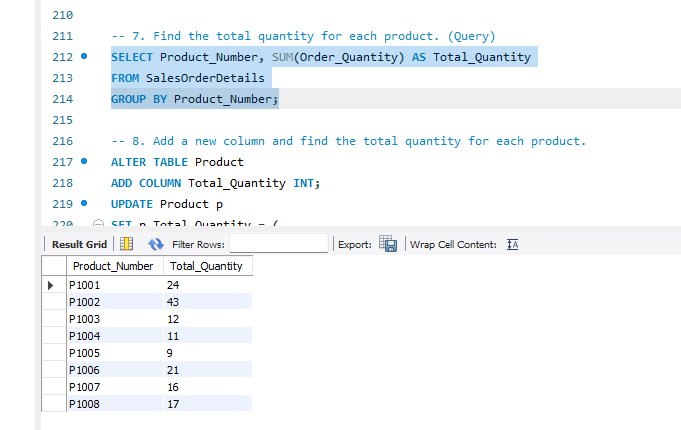 210
211 -- 7. Find the total quantity for each product. (Query)
212 SELECT Product_Number, SUM(Order_Quantity) AS Total_Quantity
213 FROM SalesOrderDetails
214 GROUP BY Product_Number;
215
216 -- 8. Add a new column and find the total quantity for each product.
217 ALTER TABLE Product
218 ADD COLUMN Total_Quantity INT;
219 UPDATE Product p
220 SET p.Total_Quantity = (
Result Grid Filter Rows: Export: Wrap Cell Content:
Product_Number Total_Quantity
P1001 24
P1002 43
P1003 12
P1004 11
P1005 9
P1006 21
P1007 16
P1008 17